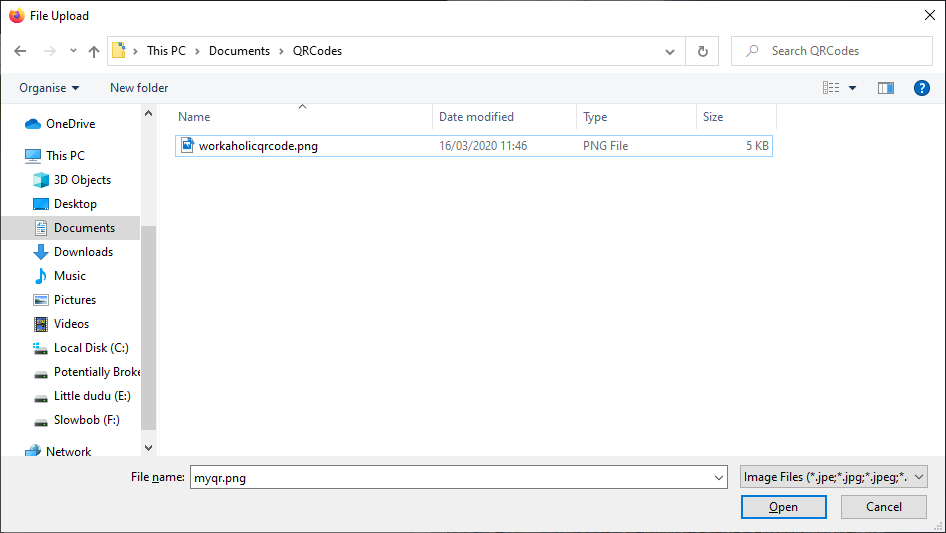 File Upload
This PC > Documents > QRCodes
Search QRCodes
Organise
New folder
?
OneDrive
This PC
3D Objects
Desktop
Documents
Downloads
Music
Pictures
Videos
Local Disk (C:)
Potentially Broke
Little dudu (E:)
Slowbob (F:)
Network
Name Date modified Type Size
workaholicqrcode.png 16/03/2020 11:46 PNG File 5 KB
File name: myqr.png
Image Files (*.jpe;*.jpg;*.jpeg;*.
Open Cancel